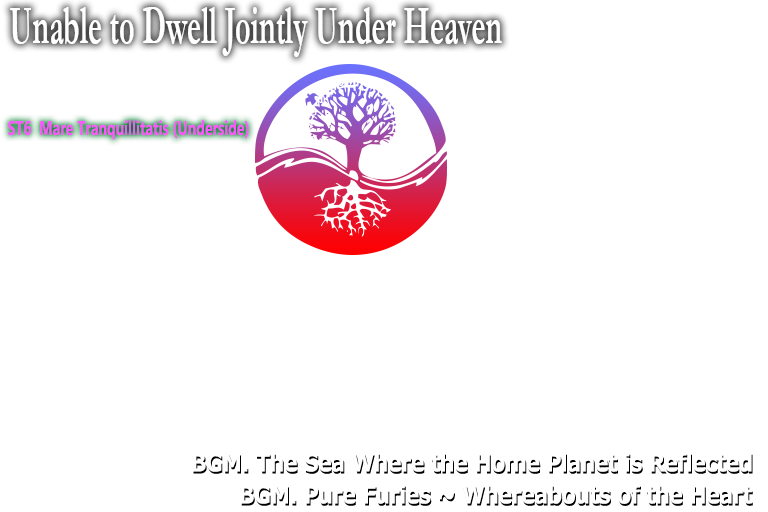 Unable to Dwell Jointly Under Heaven
ST6 Mare Tranquillitatis (Underside)
BGM. The Sea Where the Home Planet is Reflected
BGM. Pure Furies ~ Whereabouts of the Heart